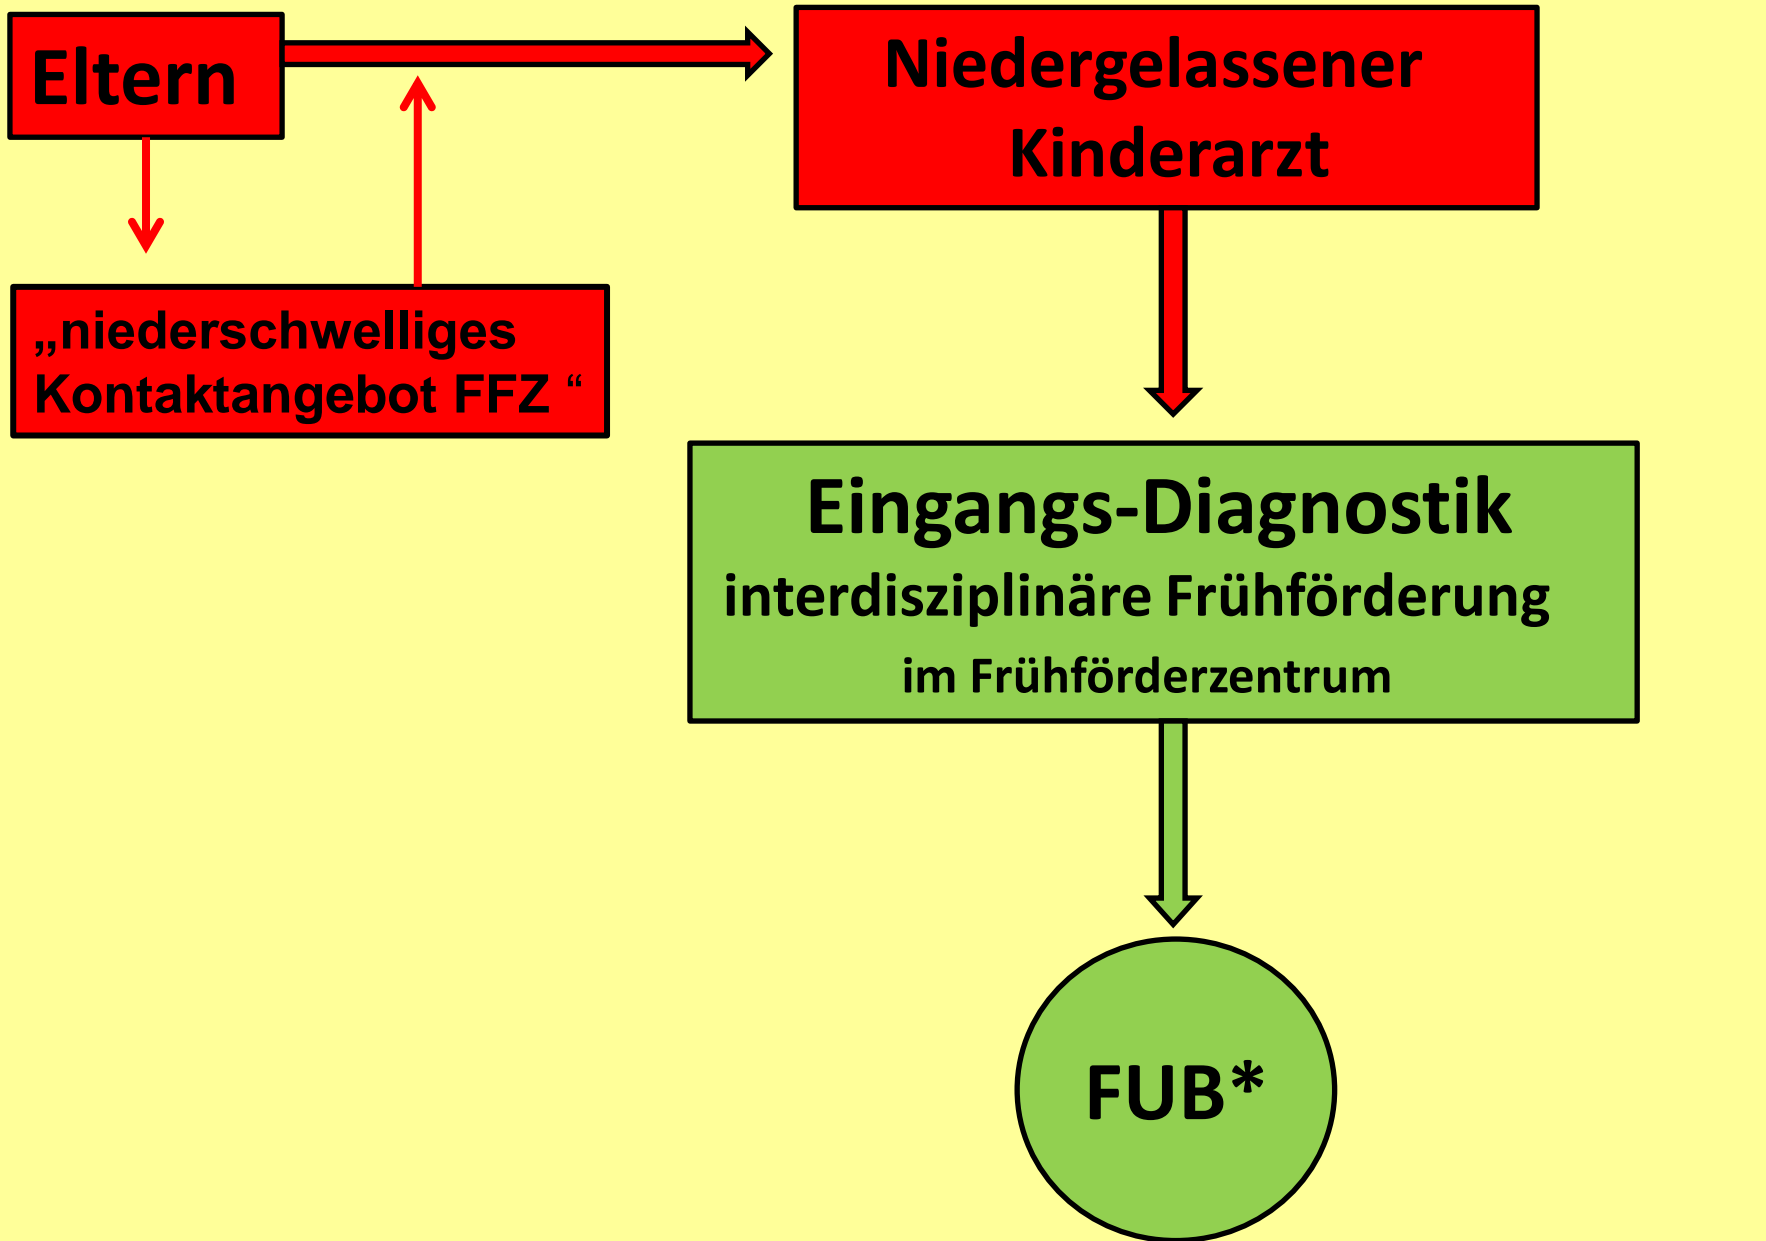 Eltern
Niedergelassener
Kinderarzt
„niederschwelliges
Kontaktangebot FFZ “
Eingangs-Diagnostik
interdisziplinäre Frühförderung
im Frühförderzentrum
FUB*